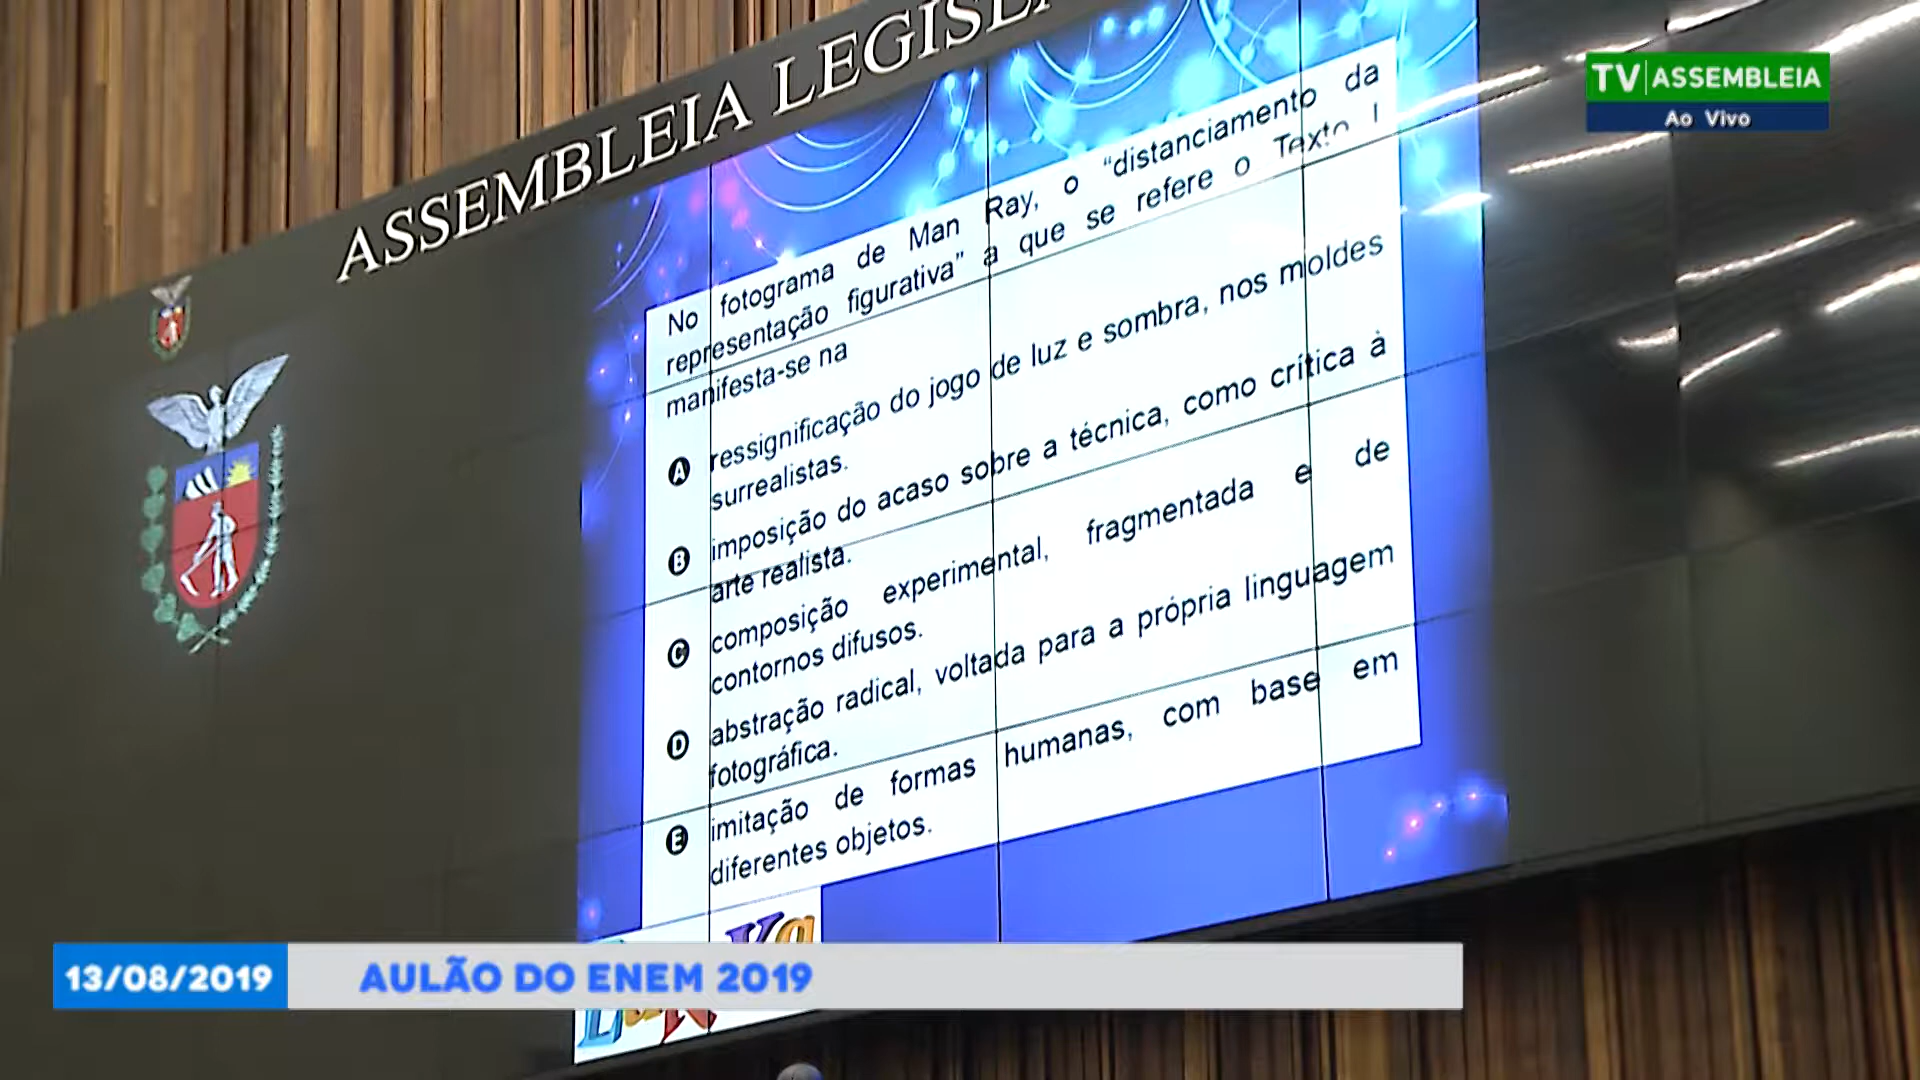 ASSEMBLEIA
TV ASSEMBLEIA
Ao Vivo
No fotograma de Man Ray, o “distanciamento da
representação figurativa” a que se refere o Texto I
manifesta-se na
A ressignificação do jogo de luz e sombra, nos moldes
surrealistas.
B imposição do acaso sobre a técnica, como crítica à
arte realista.
C composição experimental, fragmentada e de
contornos difusos.
D abstração radical, voltada para a própria linguagem
fotográfica.
E imitação de formas humanas, com base em
diferentes objetos.
13/08/2019 AULÃO DO ENEM 2019